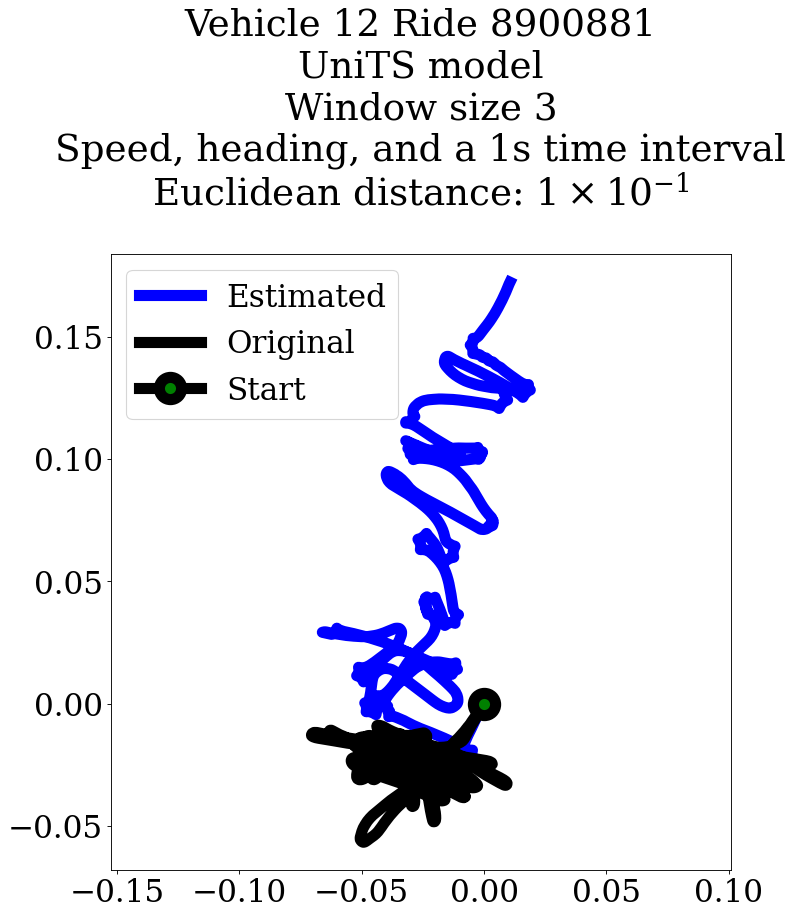 Vehicle 12 Ride 8900881
UniTS model
Window size 3
Speed, heading, and a 1s time interval
Euclidean distance: 1 × 10⁻¹
Estimated
Original
Start
0.15
0.10
0.05
0.00
−0.05
−0.15 −0.10 −0.05 0.00 0.05 0.10